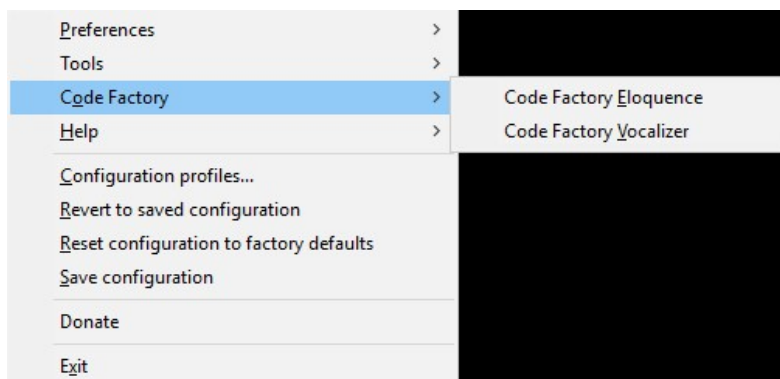 Preferences
Tools
Code Factory
Code Factory Eloquence
Help
Code Factory Vocalizer
Configuration profiles...
Revert to saved configuration
Reset configuration to factory defaults
Save configuration
Donate
Exit